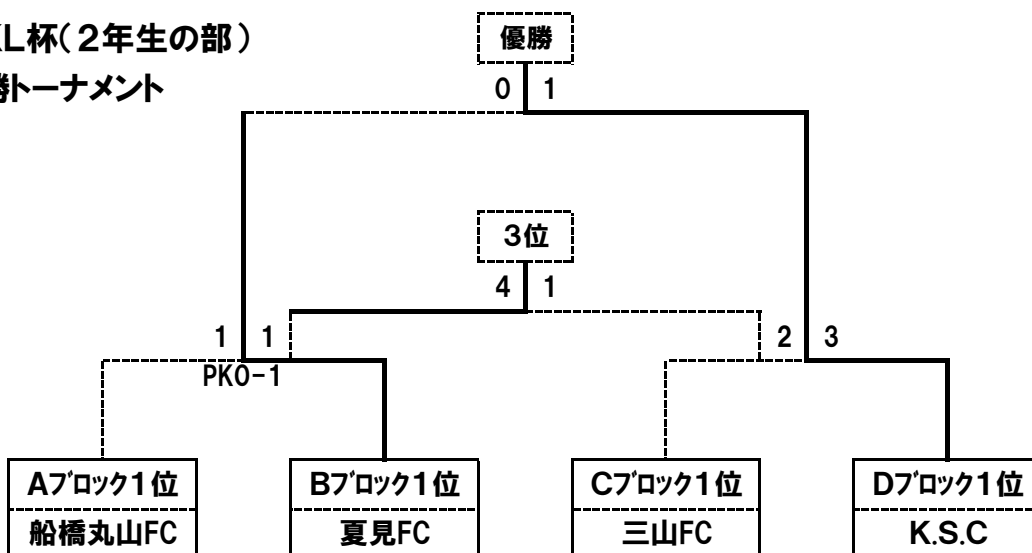 L杯(２年生の部)
勝トーナメント
優勝
0 1
３位
4 1
1 1
2 3
PK0-1
Aブロック１位
Bブロック１位
Cブロック１位
Dブロック１位
船橋丸山FC
夏見FC
三山FC
K.S.C